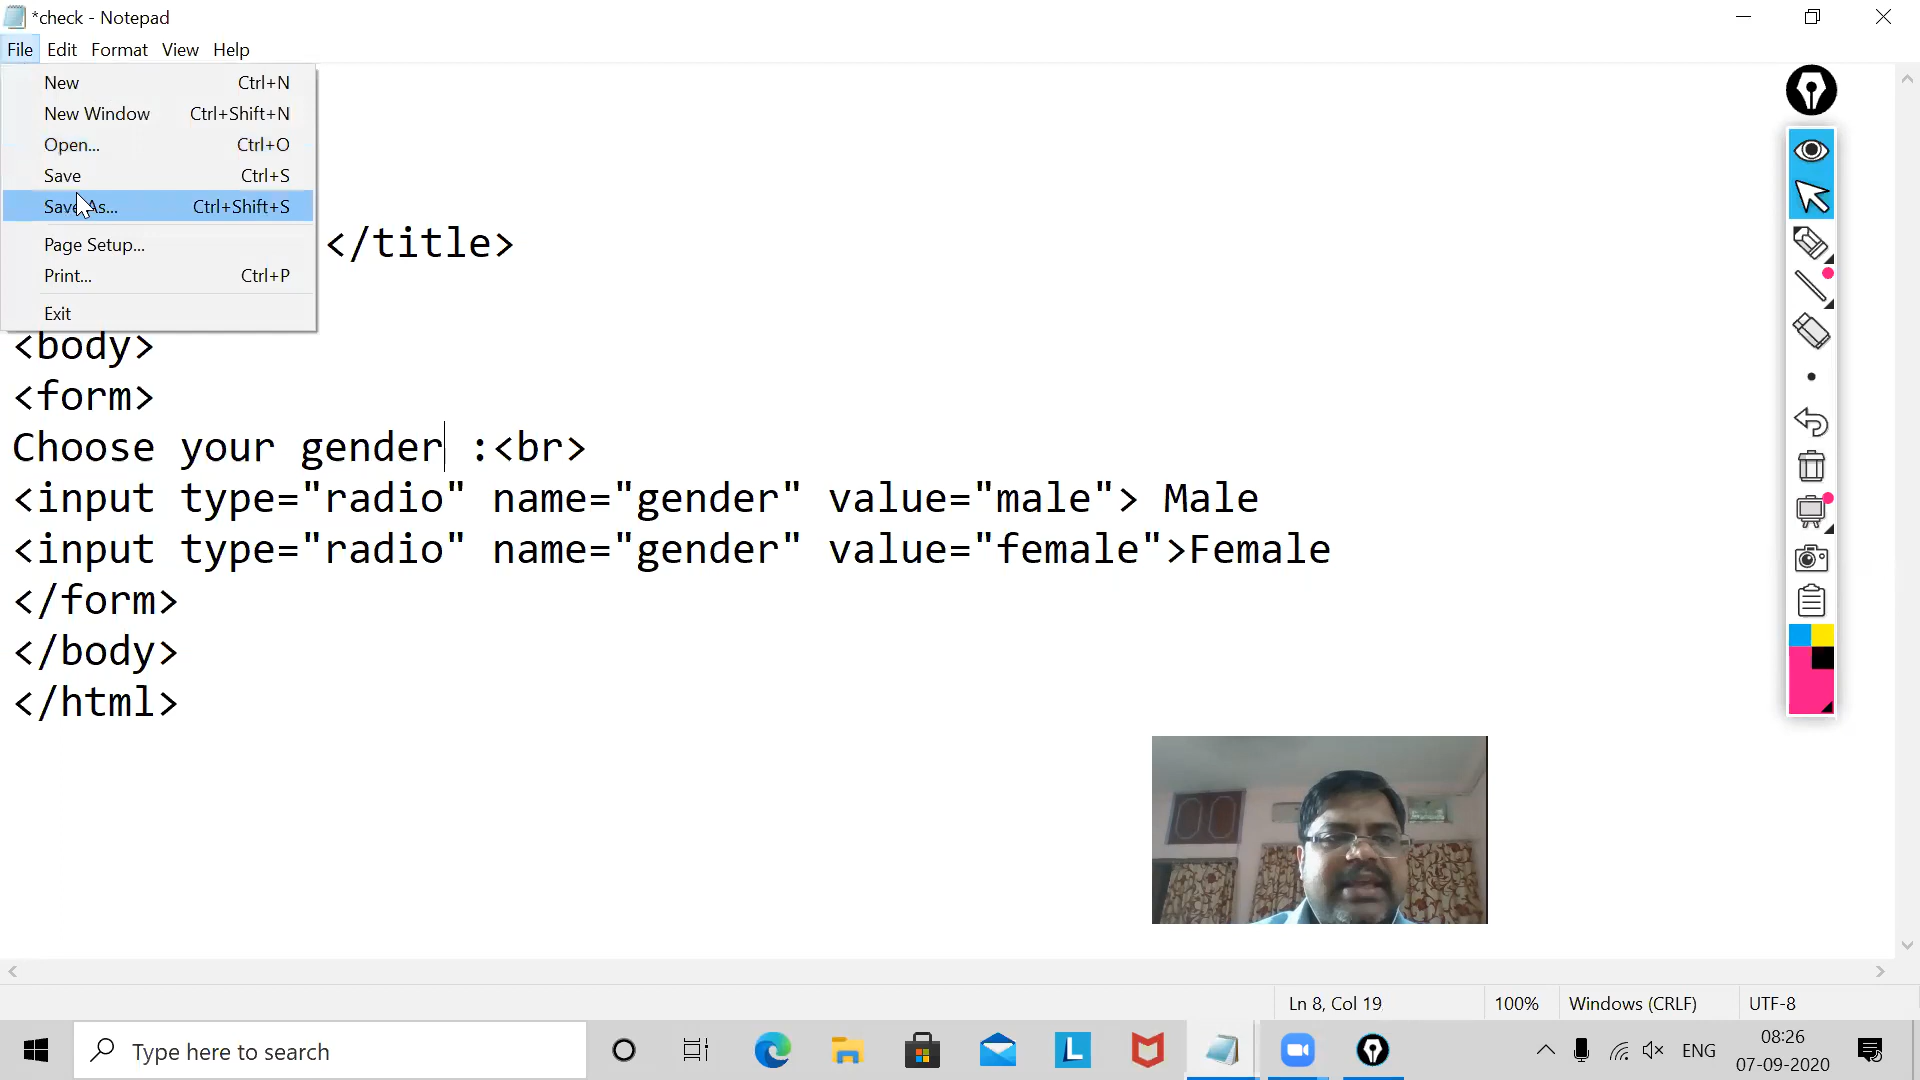 *check - Notepad
File Edit Format View Help
New Ctrl+N
New Window Ctrl+Shift+N
Open... Ctrl+O
Save Ctrl+S
Save As... Ctrl+Shift+S
Page Setup...
Print... Ctrl+P
Exit
</title>
<body>
<form>
Choose your gender :<br>
<input type="radio" name="gender" value="male"> Male
<input type="radio" name="gender" value="female">Female
</form>
</body>
</html>
Ln 8, Col 19 100% Windows (CRLF) UTF-8
Type here to search L ENG 08:26
07-09-2020